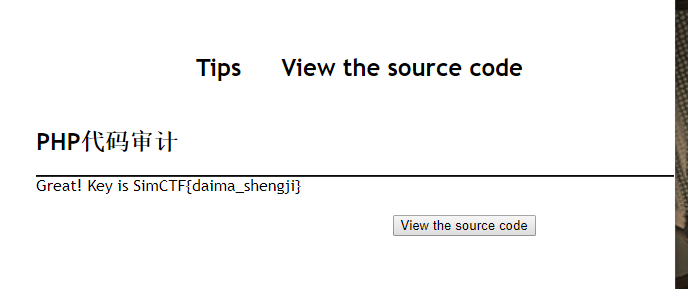 Tips View the source code
PHP代码审计
Great! Key is SimCTF{daima_shengji}
View the source code